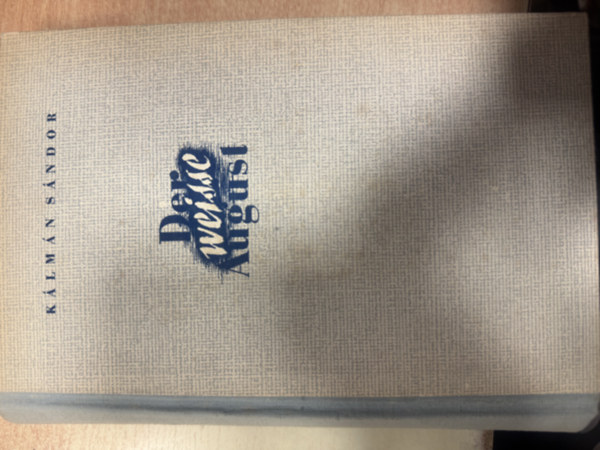 KÁLMÁN SÁNDOR
Der
weisse
August